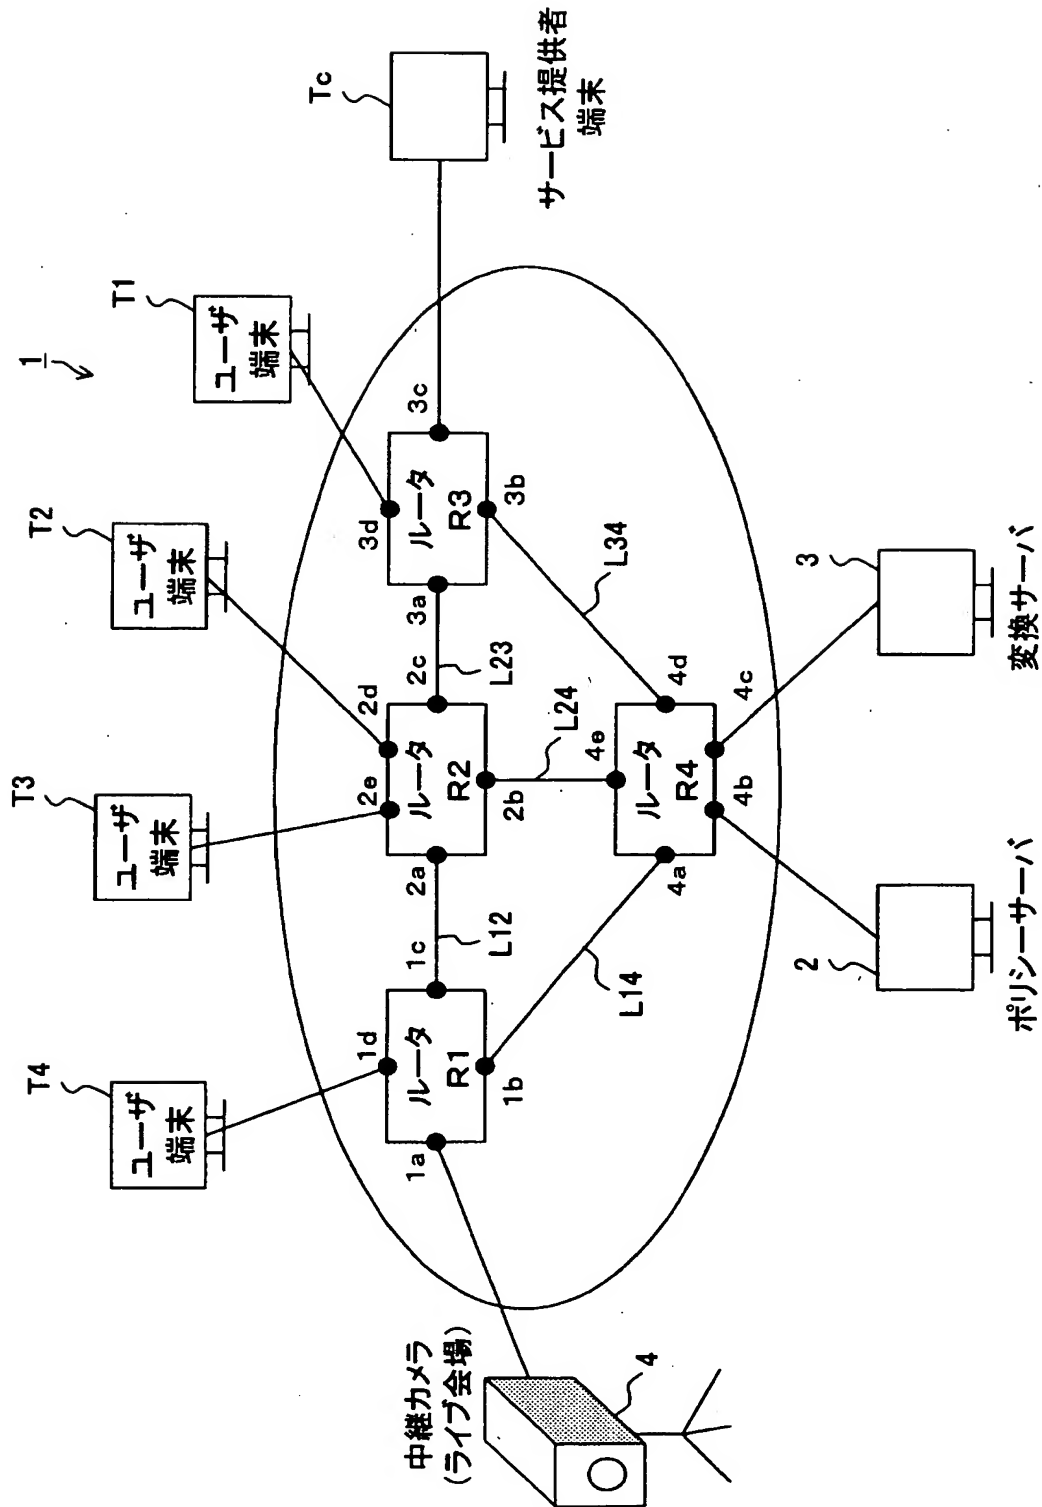 1
T4
ユーザ
端末
T3
ユーザ
端末
T2
ユーザ
端末
T1
ユーザ
端末
Tc
サービス提供者
端末
中継カメラ
(ライブ会場)
4
1a
1d
ルータ
R1
1b
1c
L12
2a
2e
2d
ルータ
R2
2b
2c
L23
3a
3d
ルータ
R3
3b
3c
L14
L24
L34
4a
4e
ルータ
R4
4d
4b
4c
2
ポリシーサーバ
3
変換サーバ